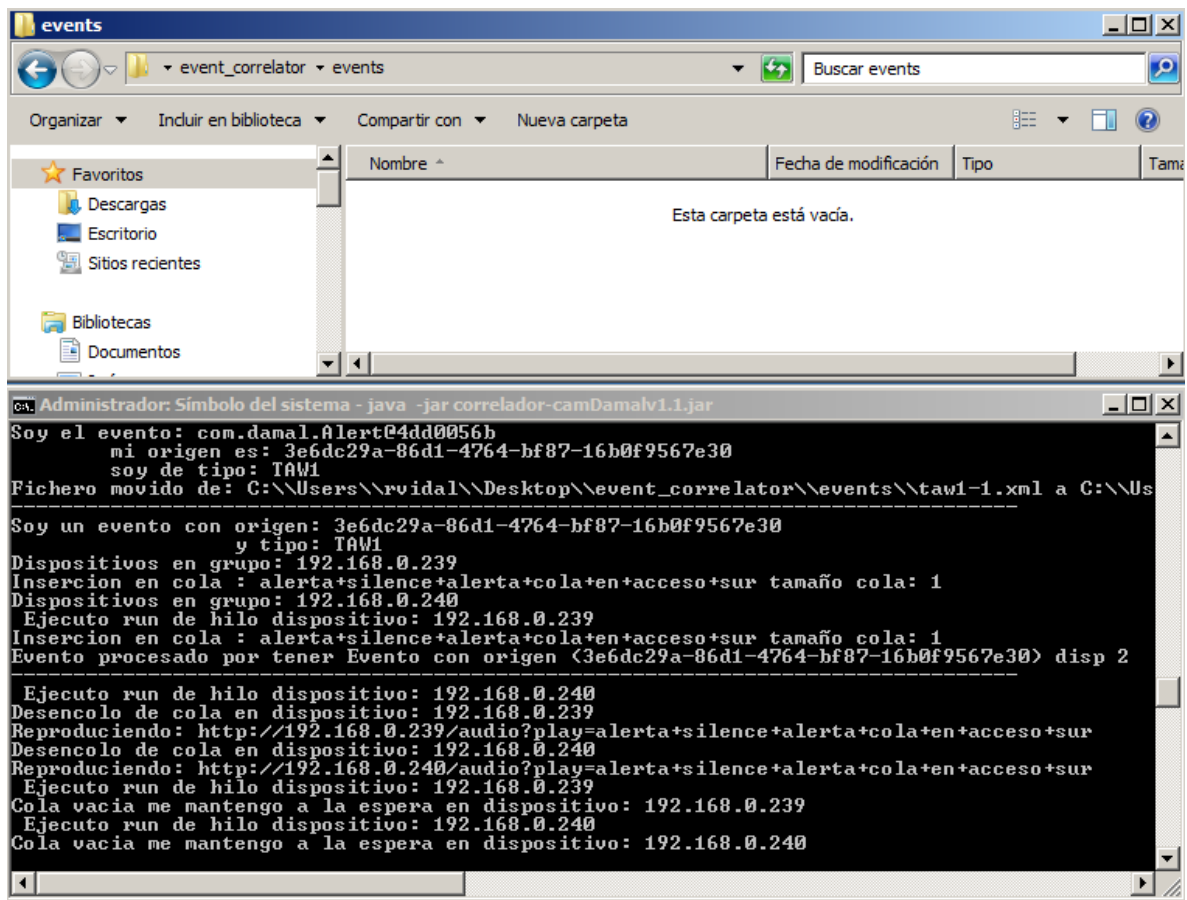 events
event_correlator events
Buscar events
Organizar Incluir en biblioteca Compartir con Nueva carpeta
Nombre Fecha de modificación Tipo Tama
Favoritos
Descargas
Escritorio
Sitios recientes
Bibliotecas
Documentos
Esta carpeta está vacía.
Administrador: Símbolo del sistema - java -jar correlador-camDamalv1.1.jar
Soy el evento: com.damal.Alert@4dd0056b
mi origen es: 3e6dc29a-86d1-4764-bf87-16b0f9567e30
soy de tipo: TAW1
Fichero movido de: C:\\Users\\rvidal\\Desktop\\event_correlator\\events\\taw1-1.xml a C:\\Us
------------------------------------------------------------------------------
Soy un evento con origen: 3e6dc29a-86d1-4764-bf87-16b0f9567e30
y tipo: TAW1
Dispositivos en grupo: 192.168.0.239
Insercion en cola : alerta+silence+alerta+cola+en+acceso+sur tamaño cola: 1
Dispositivos en grupo: 192.168.0.240
Ejecuto run de hilo dispositivo: 192.168.0.239
Insercion en cola : alerta+silence+alerta+cola+en+acceso+sur tamaño cola: 1
Evento procesado por tener Evento con origen (3e6dc29a-86d1-4764-bf87-16b0f9567e30) disp 2
------------------------------------------------------------------------------
Ejecuto run de hilo dispositivo: 192.168.0.240
Desencolo de cola en dispositivo: 192.168.0.239
Reproduciendo: http://192.168.0.239/audio?play=alerta+silence+alerta+cola+en+acceso+sur
Desencolo de cola en dispositivo: 192.168.0.240
Reproduciendo: http://192.168.0.240/audio?play=alerta+silence+alerta+cola+en+acceso+sur
Ejecuto run de hilo dispositivo: 192.168.0.239
Cola vacia me mantengo a la espera en dispositivo: 192.168.0.239
Ejecuto run de hilo dispositivo: 192.168.0.240
Cola vacia me mantengo a la espera en dispositivo: 192.168.0.240